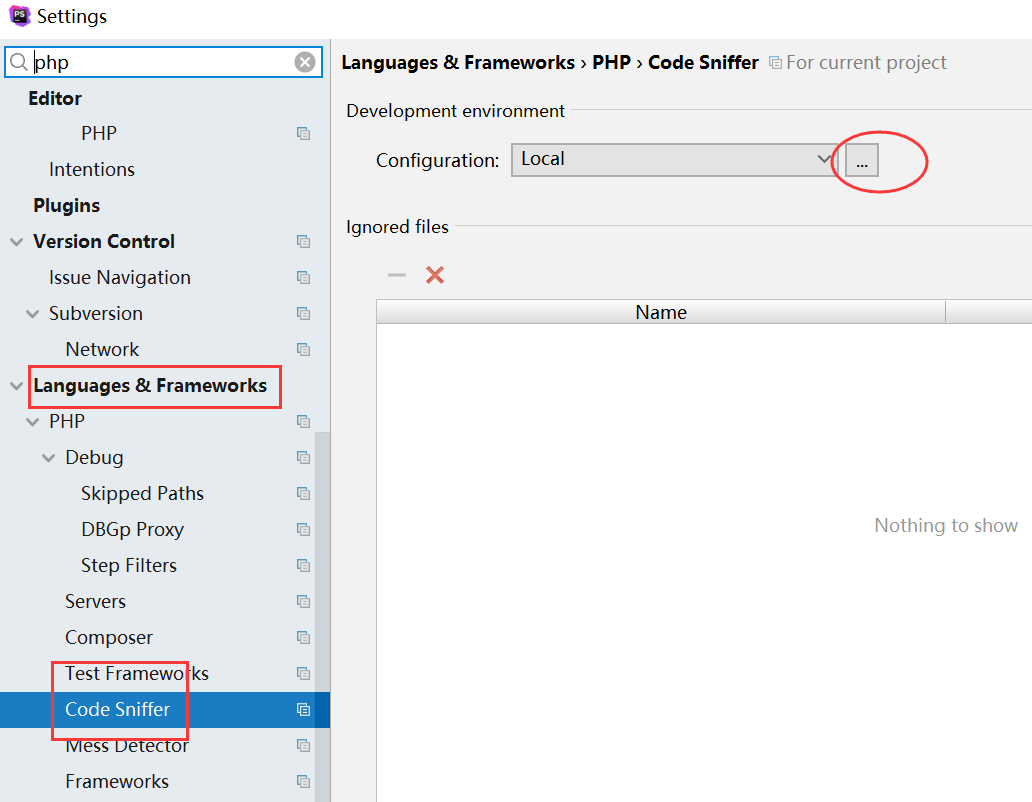 PS Settings
php
Editor
PHP
Intentions
Plugins
Version Control
Issue Navigation
Subversion
Network
Languages & Frameworks
PHP
Debug
Skipped Paths
DBGp Proxy
Step Filters
Servers
Composer
Test Frameworks
Code Sniffer
Mess Detector
Frameworks
Languages & Frameworks › PHP › Code Sniffer For current project
Development environment
Configuration: Local ...
Ignored files
Name
Nothing to show